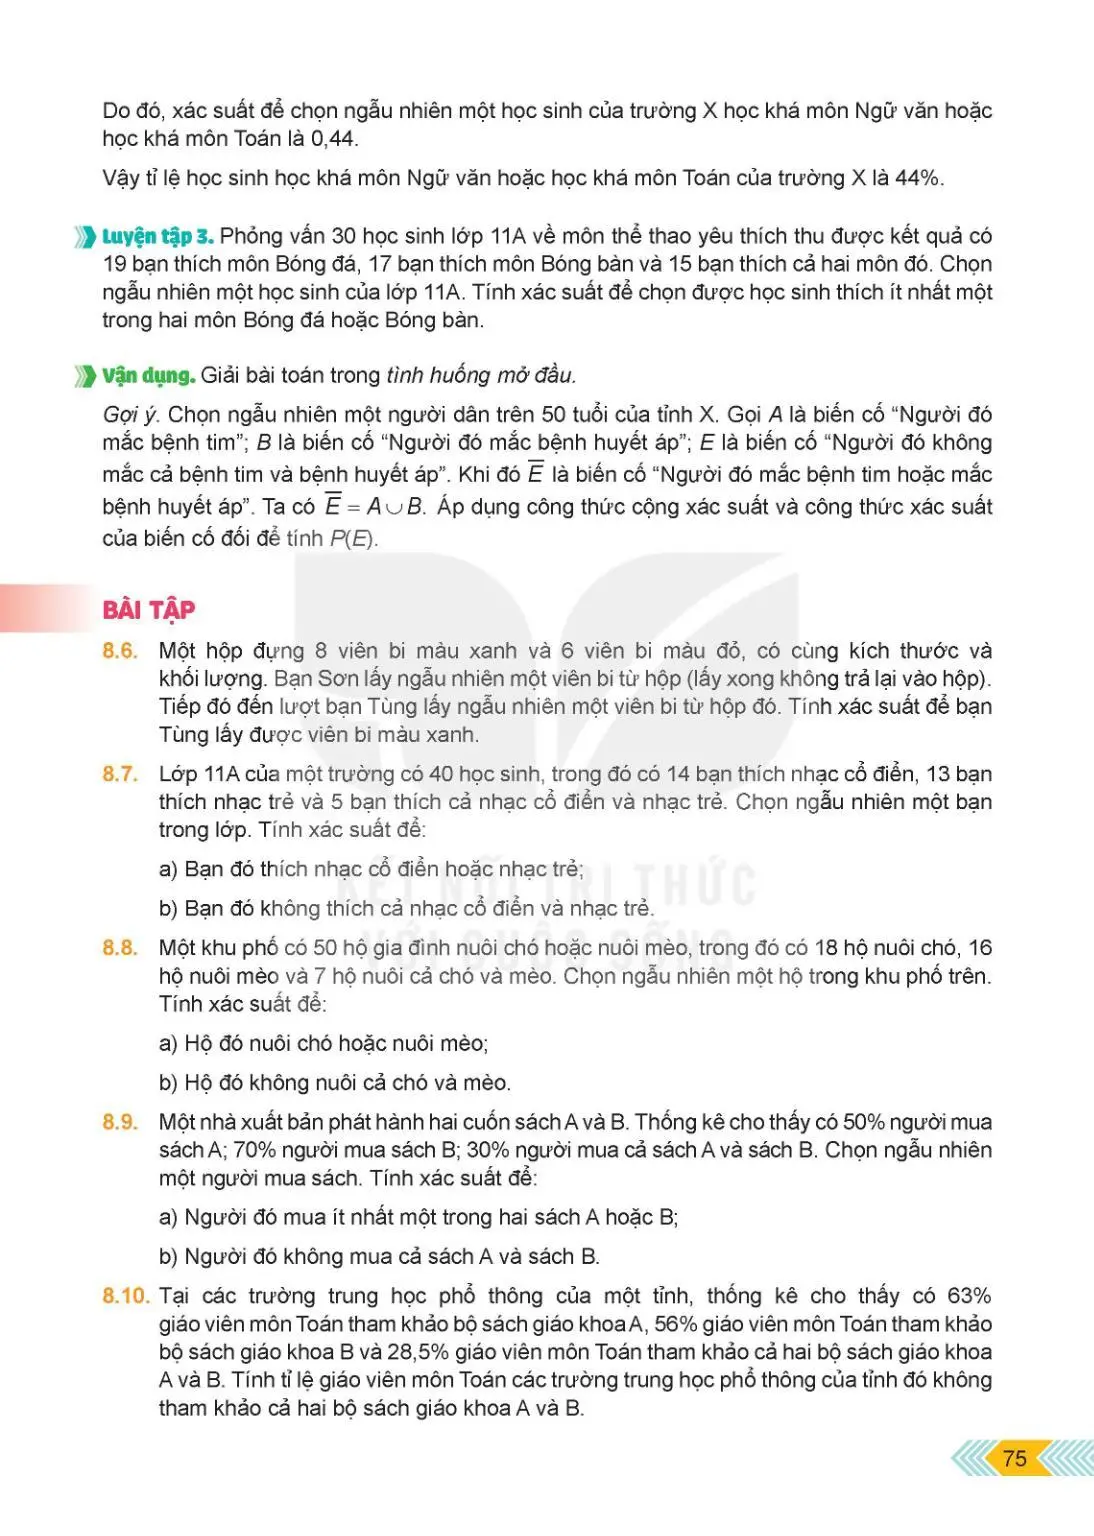 Do đó, xác suất để chọn ngẫu nhiên một học sinh của trường X học khá môn Ngữ văn hoặc
học khá môn Toán là 0,44.
Vậy tỉ lệ học sinh học khá môn Ngữ văn hoặc học khá môn Toán của trường X là 44%.
Luyện tập 3. Phỏng vấn 30 học sinh lớp 11A về môn thể thao yêu thích thu được kết quả có
19 bạn thích môn Bóng đá, 17 bạn thích môn Bóng bàn và 15 bạn thích cả hai môn đó. Chọn
ngẫu nhiên một học sinh của lớp 11A. Tính xác suất để chọn được học sinh thích ít nhất một
trong hai môn Bóng đá hoặc Bóng bàn.
Vận dụng. Giải bài toán trong tình huống mở đầu.
Gợi ý. Chọn ngẫu nhiên một người dân trên 50 tuổi của tỉnh X. Gọi A là biến cố “Người đó
mắc bệnh tim”; B là biến cố “Người đó mắc bệnh huyết áp”; E là biến cố “Người đó không
mắc cả bệnh tim và bệnh huyết áp”. Khi đó E̅ là biến cố “Người đó mắc bệnh tim hoặc mắc
bệnh huyết áp”. Ta có E̅ = A ∪ B. Áp dụng công thức cộng xác suất và công thức xác suất
của biến cố đối để tính P(E).
BÀI TẬP
8.6. Một hộp đựng 8 viên bi màu xanh và 6 viên bi màu đỏ, có cùng kích thước và
khối lượng. Bạn Sơn lấy ngẫu nhiên một viên bi từ hộp (lấy xong không trả lại vào hộp).
Tiếp đó đến lượt bạn Tùng lấy ngẫu nhiên một viên bi từ hộp đó. Tính xác suất để bạn
Tùng lấy được viên bi màu xanh.
8.7. Lớp 11A của một trường có 40 học sinh, trong đó có 14 bạn thích nhạc cổ điển, 13 bạn
thích nhạc trẻ và 5 bạn thích cả nhạc cổ điển và nhạc trẻ. Chọn ngẫu nhiên một bạn
trong lớp. Tính xác suất để:
a) Bạn đó thích nhạc cổ điển hoặc nhạc trẻ;
KẾT NỐI TRI THỨC
b) Bạn đó không thích cả nhạc cổ điển và nhạc trẻ.
VỚI CUỘC SỐNG
8.8. Một khu phố có 50 hộ gia đình nuôi chó hoặc nuôi mèo, trong đó có 18 hộ nuôi chó, 16
hộ nuôi mèo và 7 hộ nuôi cả chó và mèo. Chọn ngẫu nhiên một hộ trong khu phố trên.
Tính xác suất để:
a) Hộ đó nuôi chó hoặc nuôi mèo;
b) Hộ đó không nuôi cả chó và mèo.
8.9. Một nhà xuất bản phát hành hai cuốn sách A và B. Thống kê cho thấy có 50% người mua
sách A; 70% người mua sách B; 30% người mua cả sách A và sách B. Chọn ngẫu nhiên
một người mua sách. Tính xác suất để:
a) Người đó mua ít nhất một trong hai sách A hoặc B;
b) Người đó không mua cả sách A và sách B.
8.10. Tại các trường trung học phổ thông của một tỉnh, thống kê cho thấy có 63%
giáo viên môn Toán tham khảo bộ sách giáo khoa A, 56% giáo viên môn Toán tham khảo
bộ sách giáo khoa B và 28,5% giáo viên môn Toán tham khảo cả hai bộ sách giáo khoa
A và B. Tính tỉ lệ giáo viên môn Toán các trường trung học phổ thông của tỉnh đó không
tham khảo cả hai bộ sách giáo khoa A và B.
75